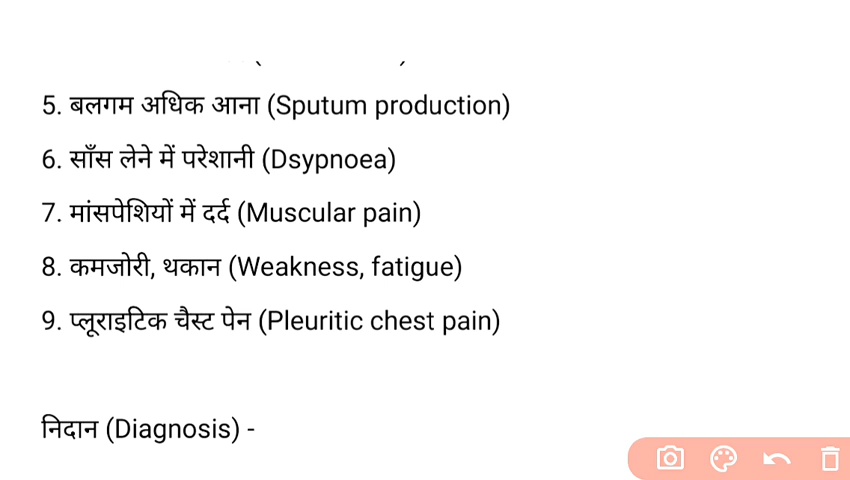 5. बलगम अधिक आना (Sputum production)
6. साँस लेने में परेशानी (Dsypnoea)
7. मांसपेशियों में दर्द (Muscular pain)
8. कमजोरी, थकान (Weakness, fatigue)
9. प्लूराइटिक चैस्ट पेन (Pleuritic chest pain)
निदान (Diagnosis) -